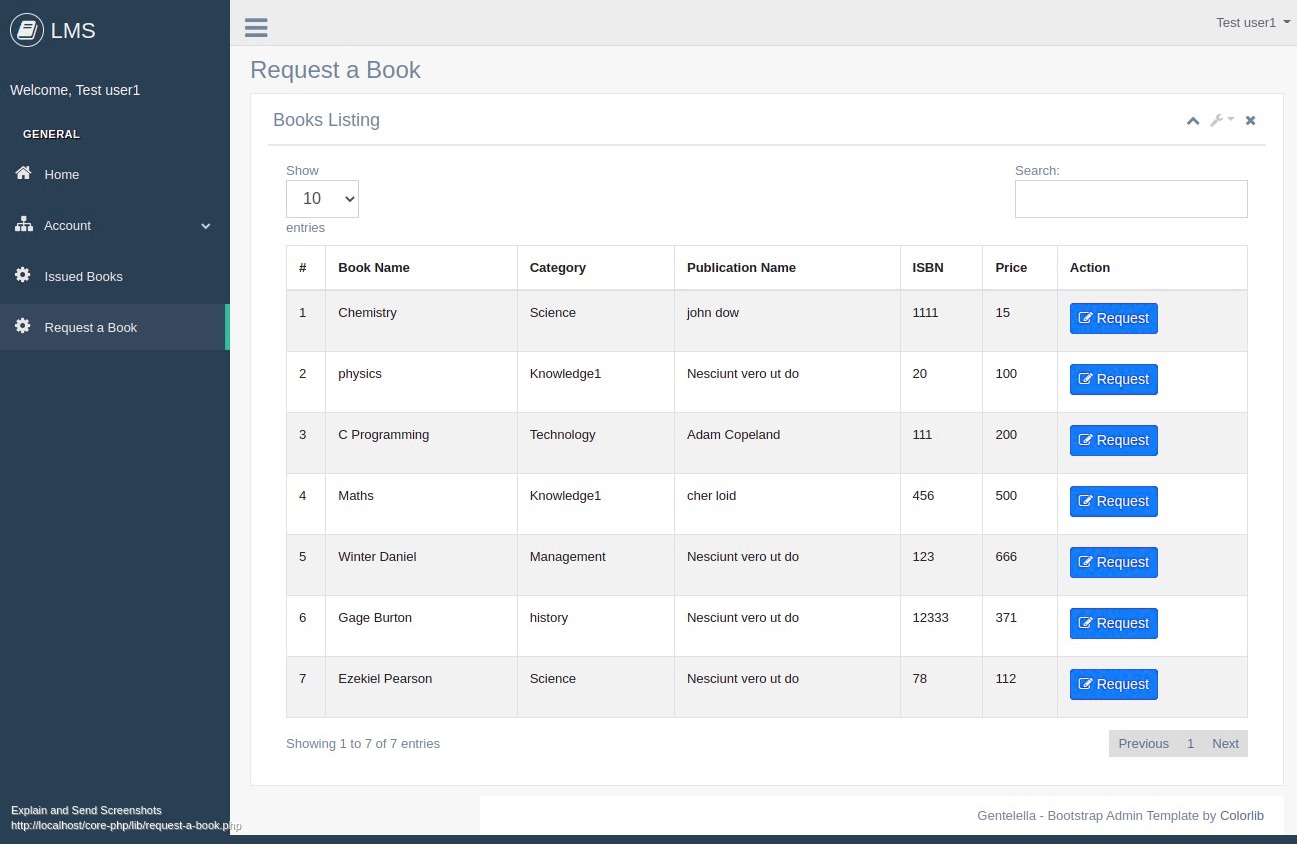 LMS
Test user1
Welcome, Test user1
GENERAL
Home
Account
Issued Books
Request a Book
Request a Book
Books Listing
Show
10
entries
Search:
# Book Name Category Publication Name ISBN Price Action
1 Chemistry Science john dow 1111 15 Request
2 physics Knowledge1 Nesciunt vero ut do 20 100 Request
3 C Programming Technology Adam Copeland 111 200 Request
4 Maths Knowledge1 cher loid 456 500 Request
5 Winter Daniel Management Nesciunt vero ut do 123 666 Request
6 Gage Burton history Nesciunt vero ut do 12333 371 Request
7 Ezekiel Pearson Science Nesciunt vero ut do 78 112 Request
Showing 1 to 7 of 7 entries
Previous 1 Next
Gentelella - Bootstrap Admin Template by Colorlib
Explain and Send Screenshots
http://localhost/core-php/lib/request-a-book.php